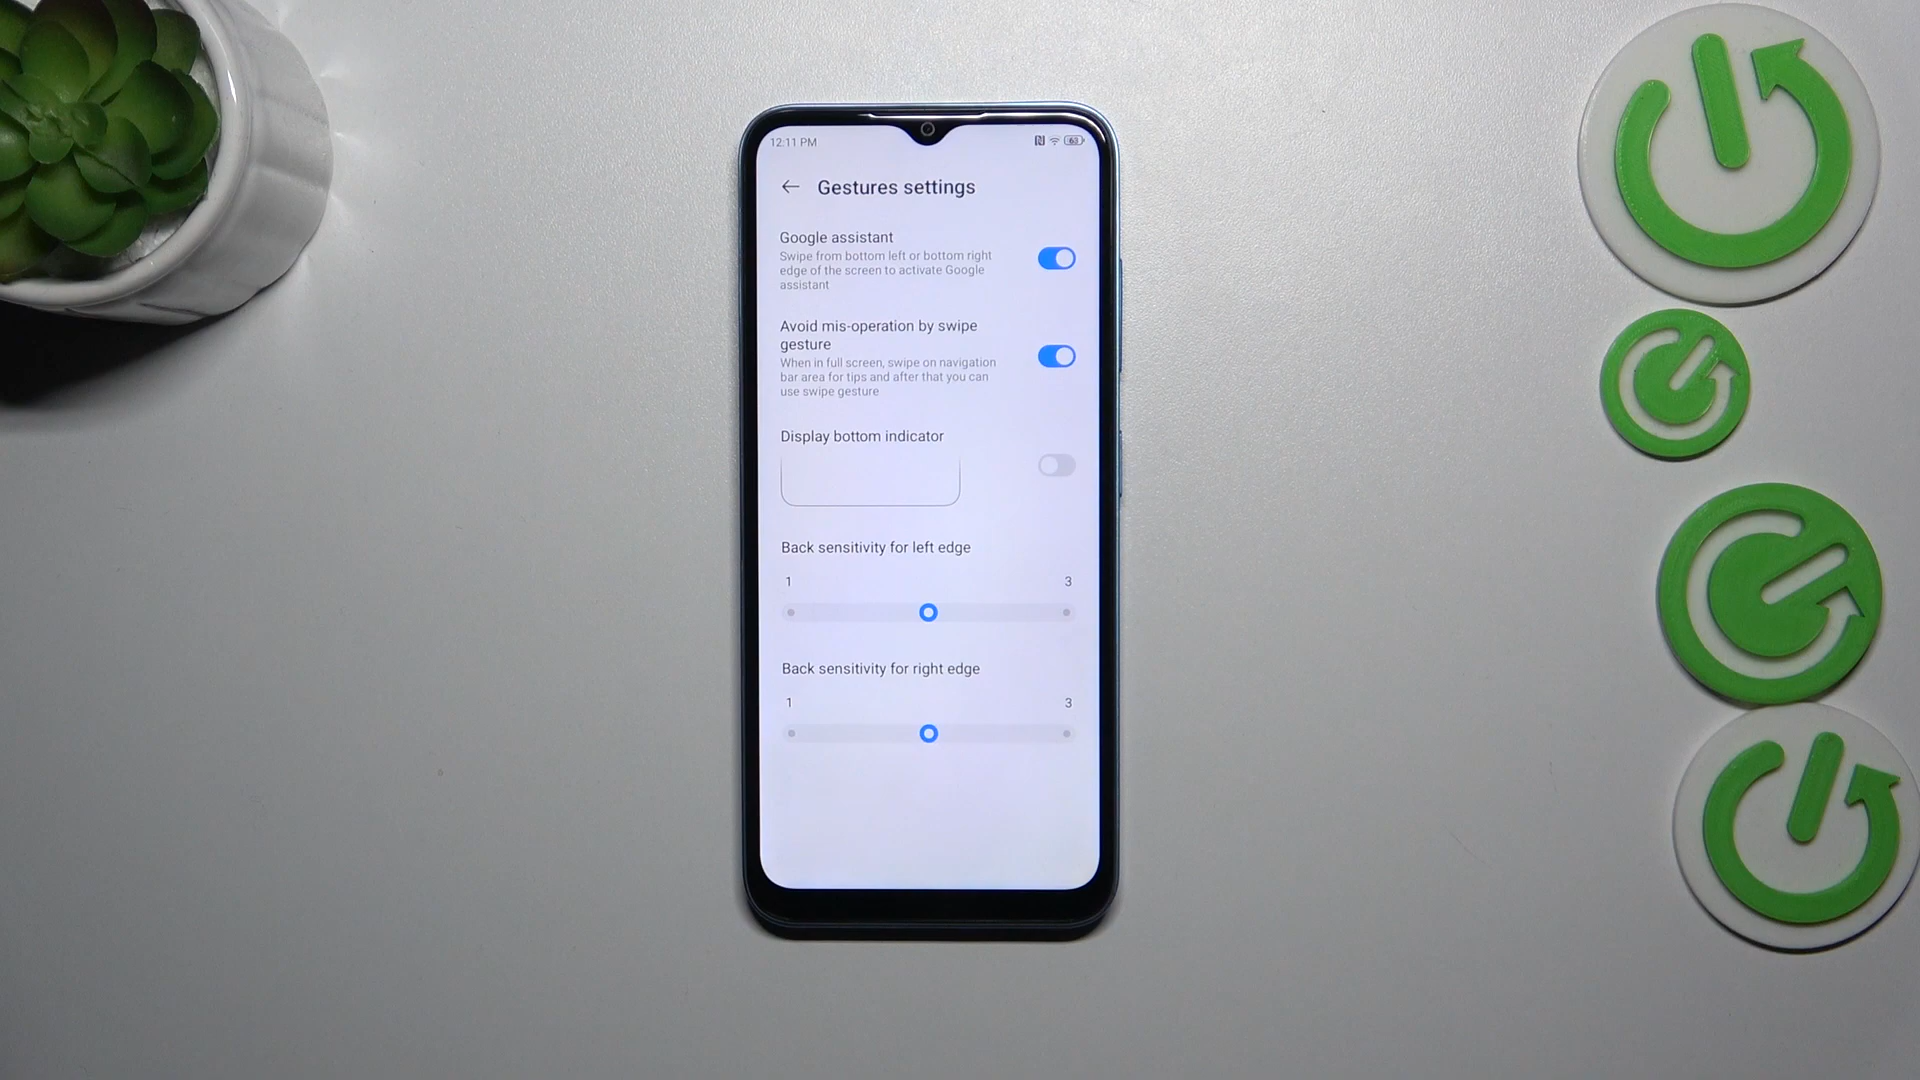 12:11 PM
Gestures settings
Google assistant
Swipe from bottom left or bottom right
edge of the screen to activate Google
assistant
Avoid mis-operation by swipe
gesture
When in full screen, swipe on navigation
bar area for tips and after that you can
use swipe gesture
Display bottom indicator
Back sensitivity for left edge
1 3
Back sensitivity for right edge
1 3